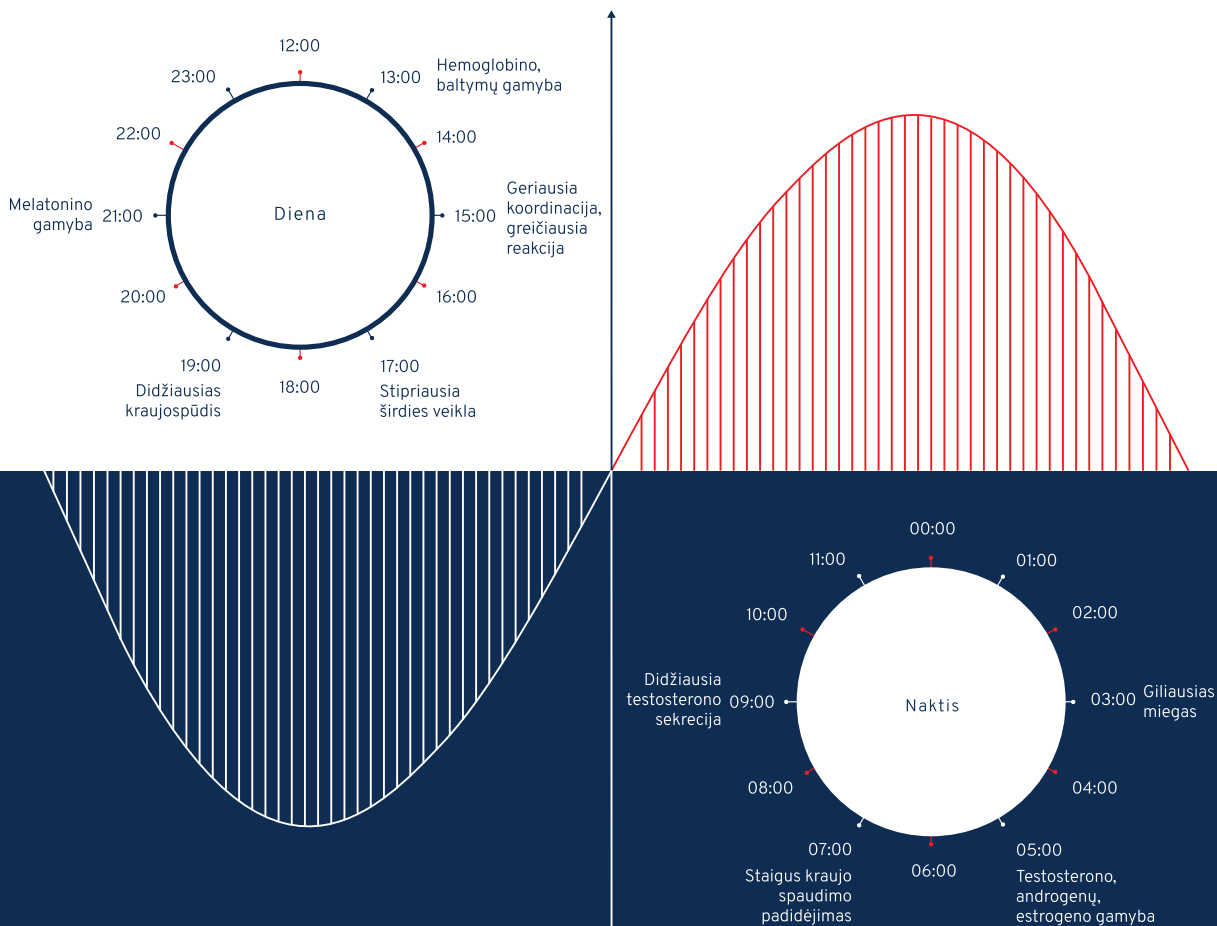 12:00
13:00
Hemoglobino,
baltymų gamyba
14:00
15:00
Geriausia
koordinacija,
greičiausia
reakcija
16:00
17:00
Stipriausia
širdies veikla
18:00
19:00
Didžiausias
kraujospūdis
20:00
21:00
Melatonino
gamyba
22:00
23:00
Diena
00:00
01:00
02:00
03:00
Giliausias
miegas
04:00
05:00
Testosterono,
androgenų,
estrogeno gamyba
06:00
07:00
Staigus kraujo
spaudimo
padidėjimas
08:00
09:00
Didžiausia
testosterono
sekrecija
10:00
11:00
Naktis